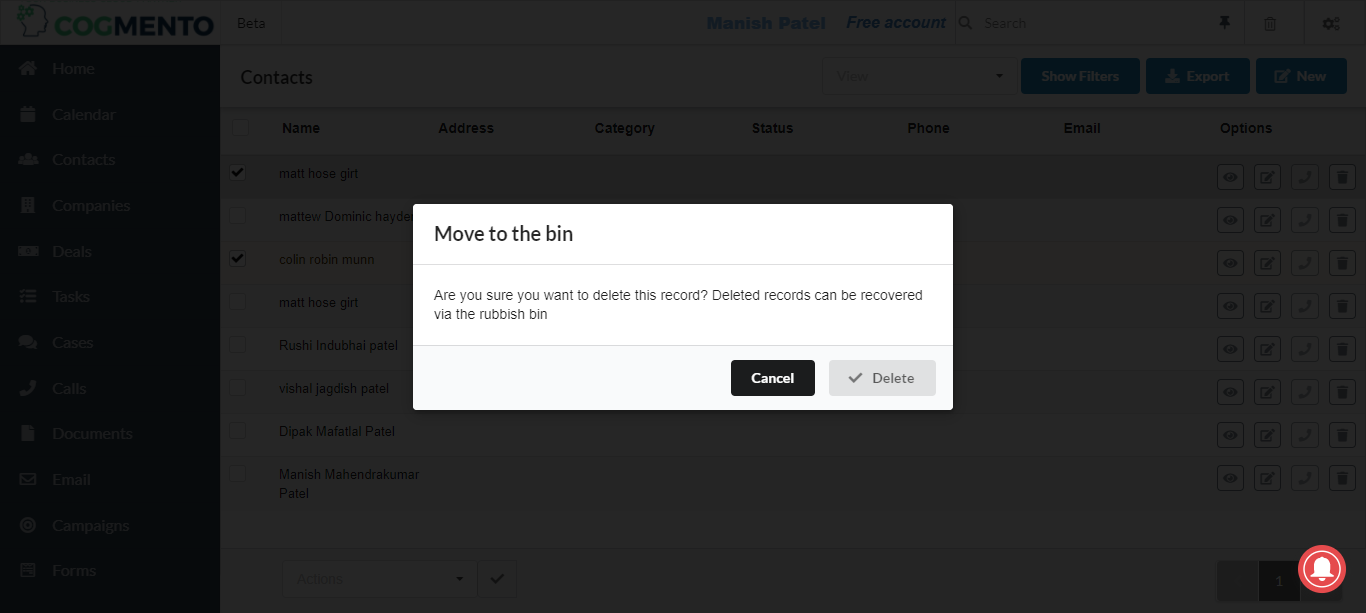 COGMENTO
Beta
Manish Patel
Free account
Search
Home
Calendar
Contacts
Companies
Deals
Tasks
Cases
Calls
Documents
Email
Campaigns
Forms
Contacts
View
Show Filters
Export
New
Name Address Category Status Phone Email Options
matt hose girt
mattew Dominic hayde
colin robin munn
matt hose girt
Rushi Indubhai patel
vishal jagdish patel
Dipak Mafatlal Patel
Manish Mahendrakumar
Patel
Move to the bin
Are you sure you want to delete this record? Deleted records can be recovered
via the rubbish bin
Cancel
Delete
Actions
1